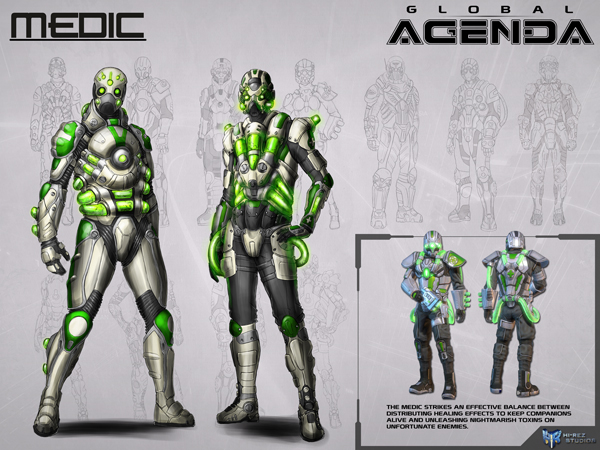 MEDIC
GLOBAL
AGENDA
THE MEDIC STRIKES AN EFFECTIVE BALANCE BETWEEN
DISTRIBUTING HEALING EFFECTS TO KEEP COMPANIONS
ALIVE AND UNLEASHING NIGHTMARISH TOXINS ON
UNFORTUNATE ENEMIES.
HI-REZ
STUDIOS